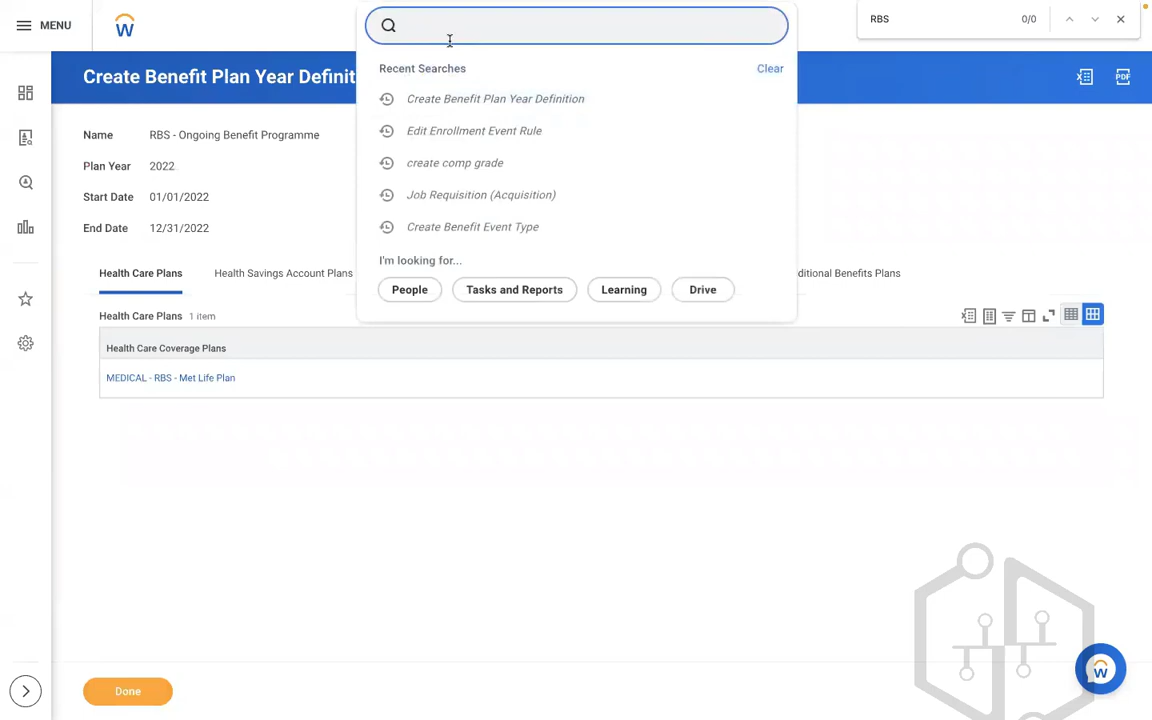 MENU
RBS 0/0
Create Benefit Plan Year Definit
PDF
Recent Searches Clear
Create Benefit Plan Year Definition
Edit Enrollment Event Rule
create comp grade
Job Requisition (Acquisition)
Create Benefit Event Type
I'm looking for...
People Tasks and Reports Learning Drive
Name RBS - Ongoing Benefit Programme
Plan Year 2022
Start Date 01/01/2022
End Date 12/31/2022
Health Care Plans Health Savings Account Plans ditional Benefits Plans
Health Care Plans 1 item
Health Care Coverage Plans
MEDICAL - RBS - Met Life Plan
Done